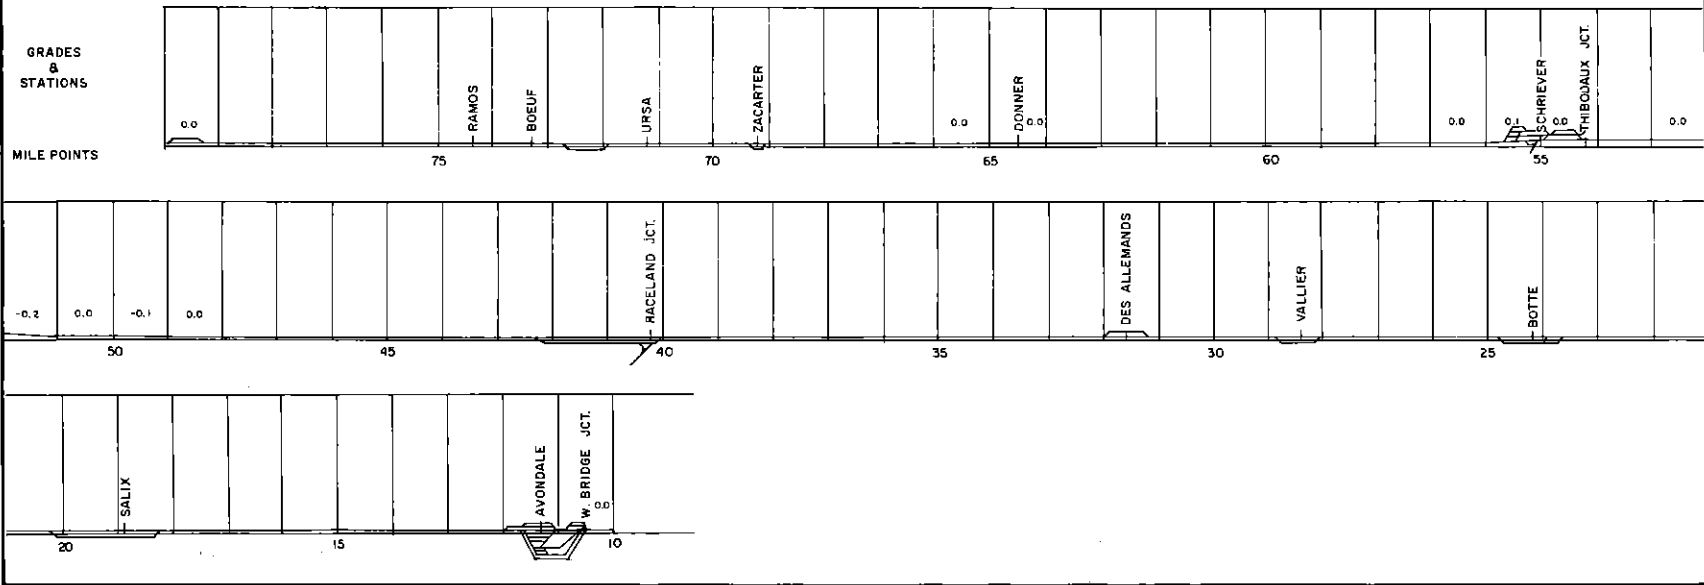 GRADES
&
STATIONS
0.0
RAMOS
BOEUF
URSA
ZACARTER
0.0
DONNER
0.0
0.0
0.1
SCHRIEVER
0.0
THIBODAUX JCT.
0.0
MILE POINTS
75
70
65
60
55
-0.2
0.0
-0.1
0.0
RACELAND JCT.
DES ALLEMANDS
VALLIER
BOTTE
50
45
40
35
30
25
SALIX
AVONDALE
W. BRIDGE JCT.
0.0
20
15
10